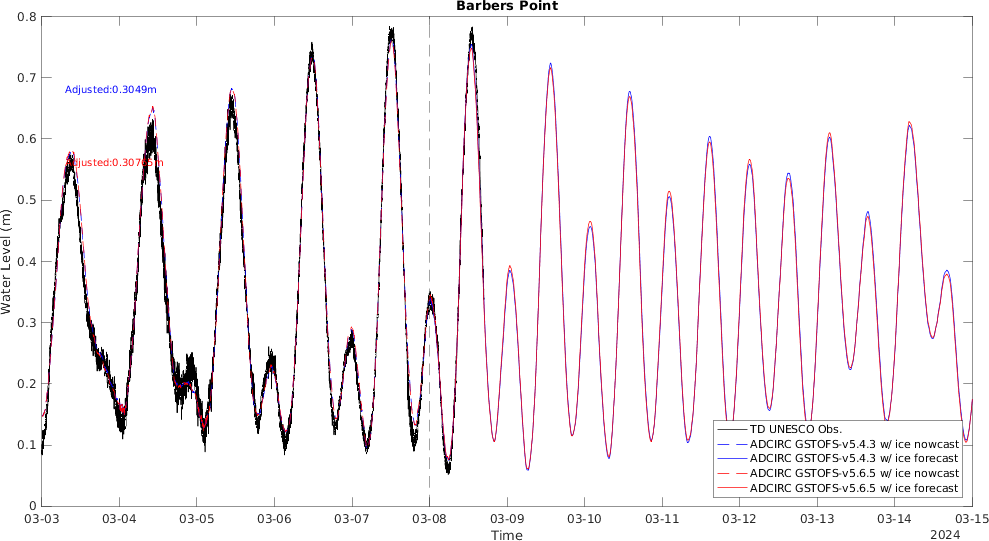 Barbers Point
0.8
0.7
0.6
0.5
0.4
0.3
0.2
0.1
0
Water Level (m)
Adjusted:0.3049m
03-03
03-04
03-05
03-06
03-07
03-08
03-09
03-10
03-11
03-12
03-13
03-14
03-15
Time
2024
TD UNESCO Obs.
ADCIRC GSTOFS-v5.4.3 w/ ice nowcast
ADCIRC GSTOFS-v5.4.3 w/ ice forecast
ADCIRC GSTOFS-v5.6.5 w/ ice nowcast
ADCIRC GSTOFS-v5.6.5 w/ ice forecast